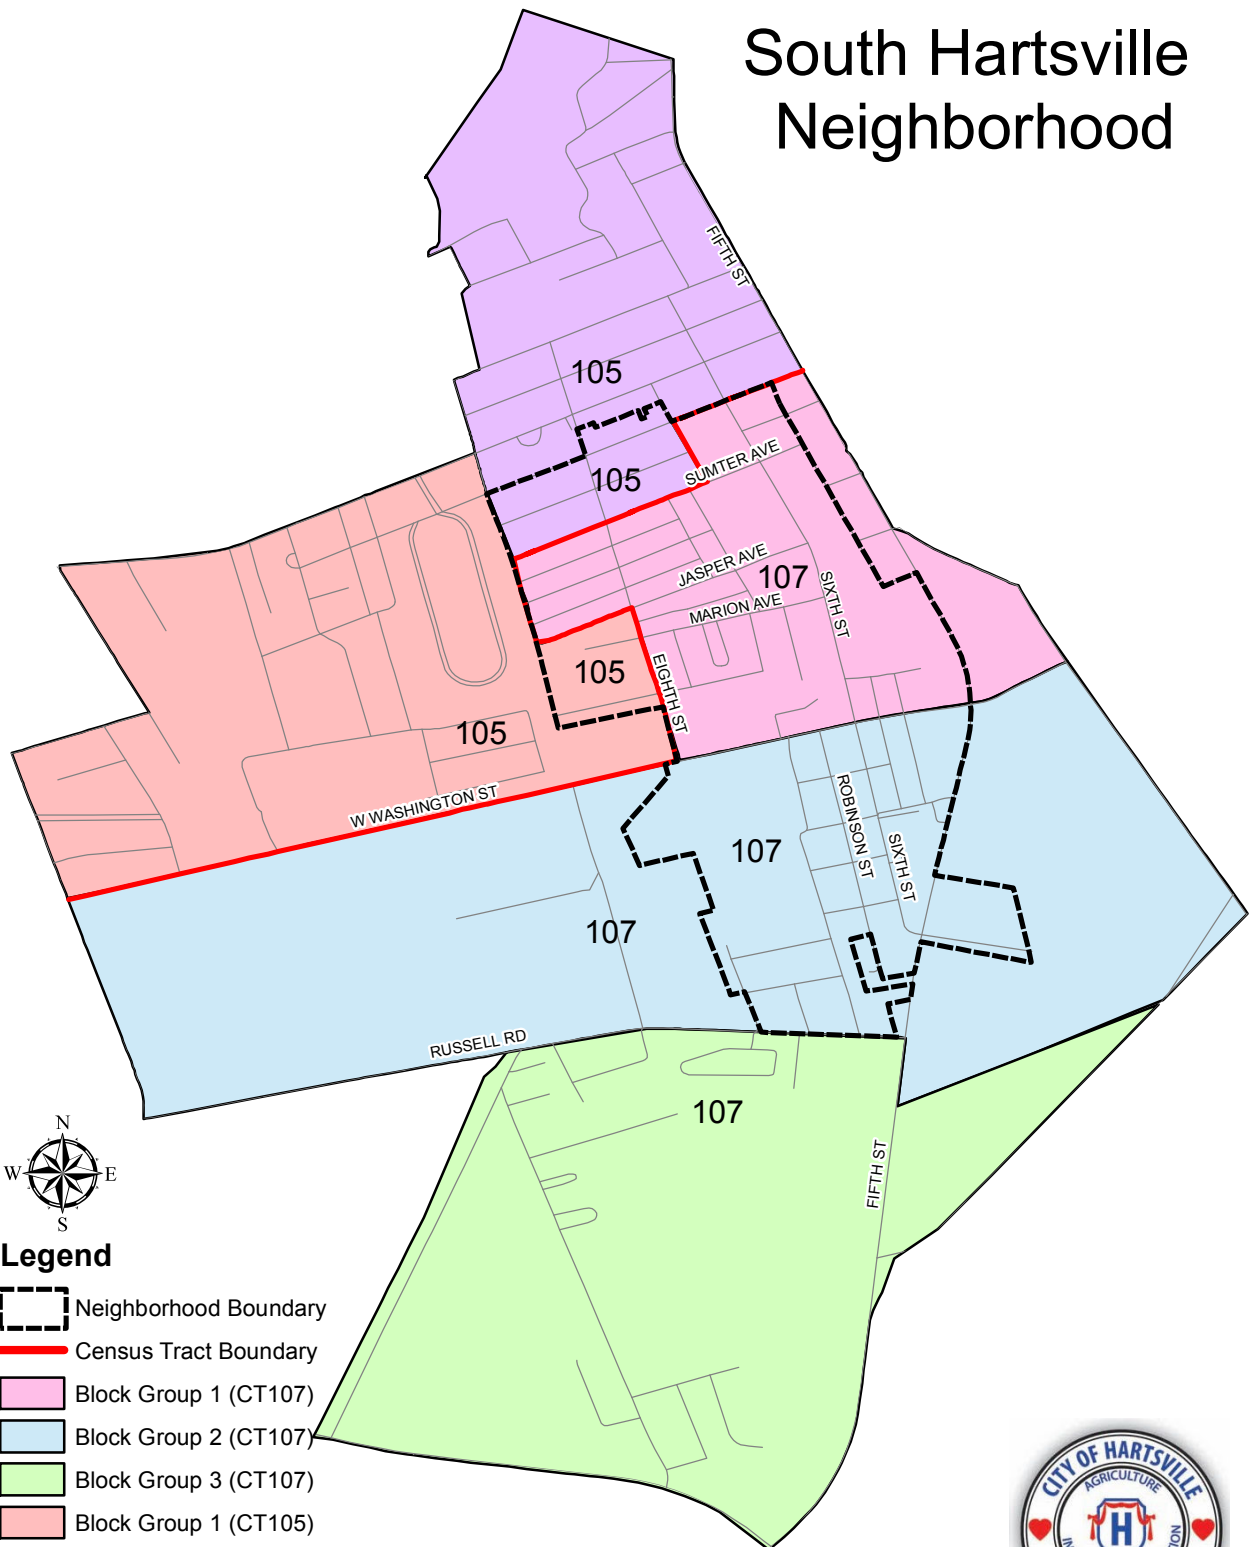 South Hartsville
Neighborhood
FIFTH ST
105
105
SUMTER AVE
JASPER AVE
107
SIXTH ST
MARION AVE
105
EIGHTH ST
105
W WASHINGTON ST
ROBINSON ST
SIXTH ST
107
107
RUSSELL RD
107
FIFTH ST
N
W
E
S
Legend
Neighborhood Boundary
Census Tract Boundary
Block Group 1 (CT107)
Block Group 2 (CT107)
Block Group 3 (CT107)
Block Group 1 (CT105)
CITY OF HARTSVILLE
AGRICULTURE
H